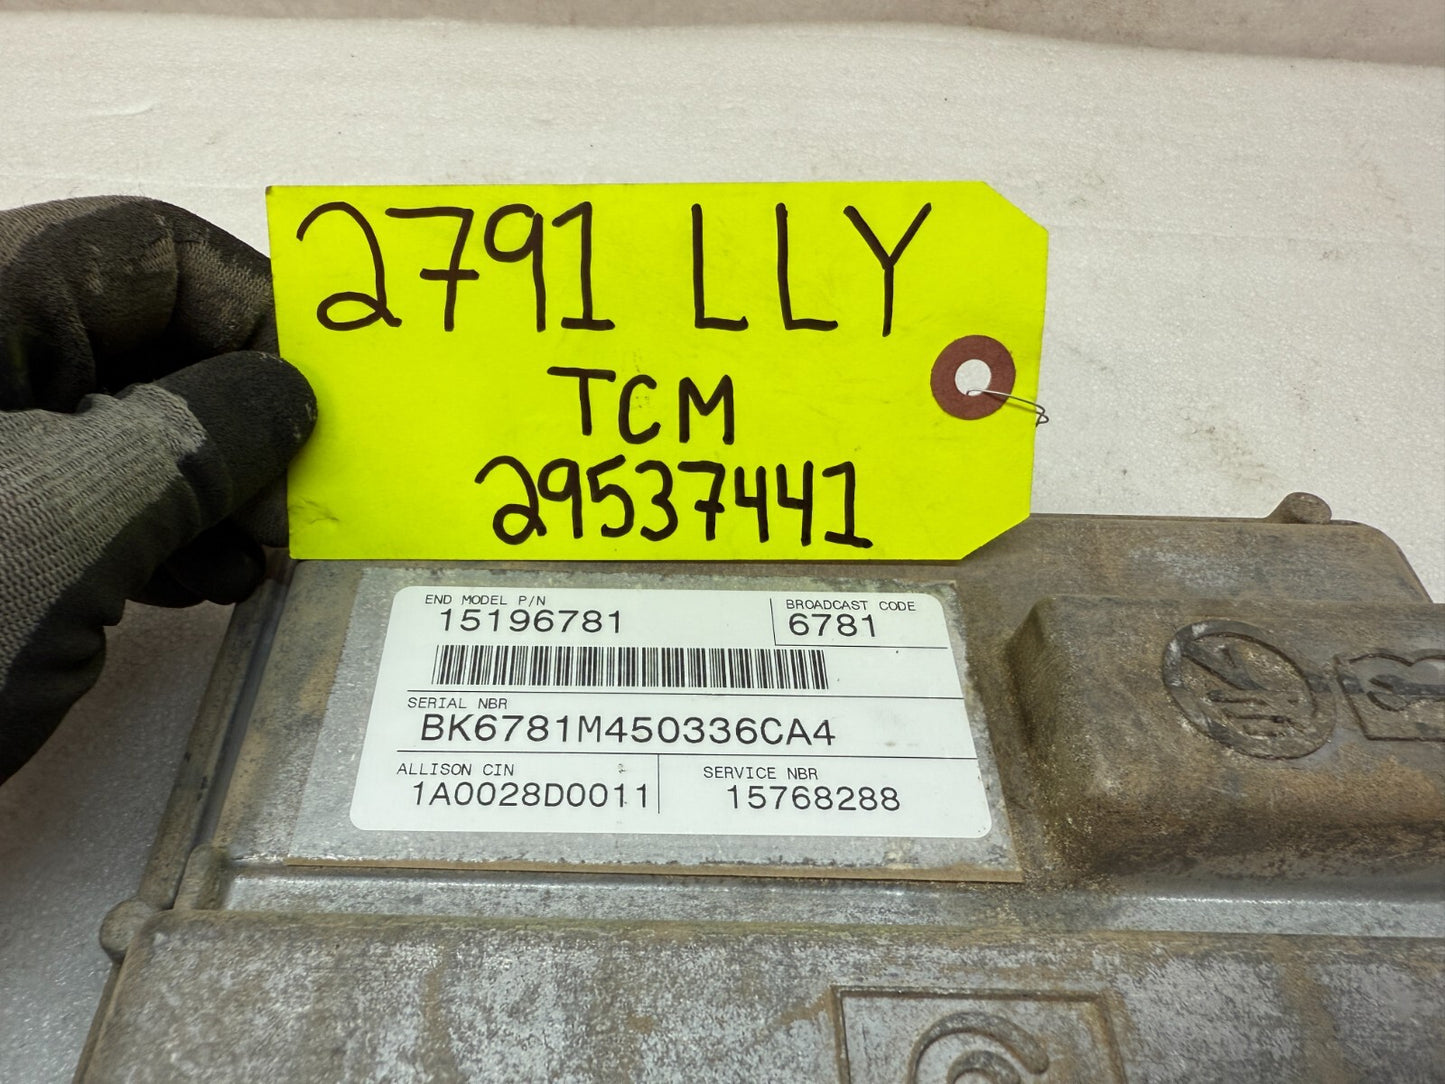 2791 LLY
TCM
29537441
END MODEL P/N
15196781
BROADCAST CODE
6781
SERIAL NBR
BK6781M450336CA4
ALLISON CIN
1A0028D0011
SERVICE NBR
15768288